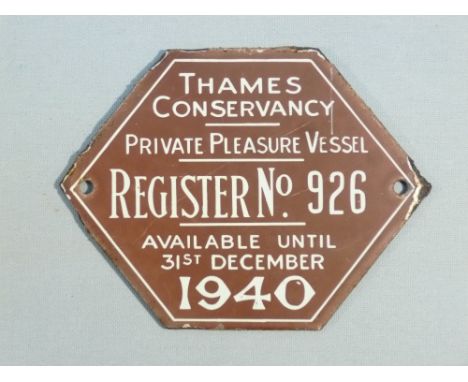 THAMES
CONSERVANCY
PRIVATE PLEASURE VESSEL
REGISTER No. 926
AVAILABLE UNTIL
31ST DECEMBER
1940